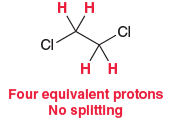 H H
Cl
Cl
H H
Four equivalent protons
No splitting